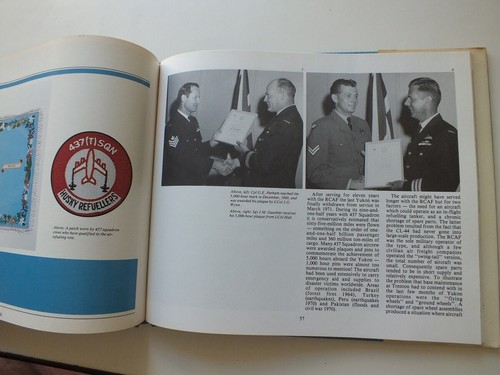 437(T) SQN
HUSKY REFUELLERS
Above: A patch worn by 437 squadron
crew who have qualified in the air-
refueling role.
Above, left: Cpl G.E. Parham reached the
5,000-hour mark in December, 1968, and
was awarded his plaque by CO LCol
Wynn.
Above, right: Sgt J.M. Gauthier receives
his 5,000-hour plaque from CO
After serving for eleven years
with the RCAF the last Yukon was
finally withdrawn from service in
March 1971. During its nine-and-
one-half years with 437 Squadron
it is conservatively estimated that
sixty-five-million miles were flown
— something on the order of one-
and-one-half billion passenger
miles and 360 million ton-miles of
cargo. Many 437 Squadron aircrew
were awarded plaques and pins to
commemorate the achievement of
5,000 hours aboard the Yukon —
1,000 hour pins were almost too
numerous to mention! The aircraft
had been used extensively to carry
emergency aid and supplies to
disaster victims worldwide. Areas
of operation included Brazil
(forest fires 1964), Turkey
(earthquakes), Peru (earthquakes
1970) and Pakistan (floods and
civil war 1970).
The aircraft might have served
longer with the RCAF but for two
factors — the need for an aircraft
which could operate as an in-flight
refuelling tanker, and a chronic
shortage of spare parts. The latter
problem resulted from the fact that
the CL-44 had never gone into
large-scale production. The RCAF
was the sole military operator of
the type, and although a few
civilian air freight companies
operated the "swing-tail" version,
the total number of aircraft was
small. Consequently spare parts
tended to be in short supply and
relatively expensive. To illustrate
the problem that base maintenance
at Trenton had to contend with in
the last few months of Yukon
operations were the "flying
wheels" and "ground wheels". A
shortage of spare wheel assemblies
produced a situation where aircraft
57